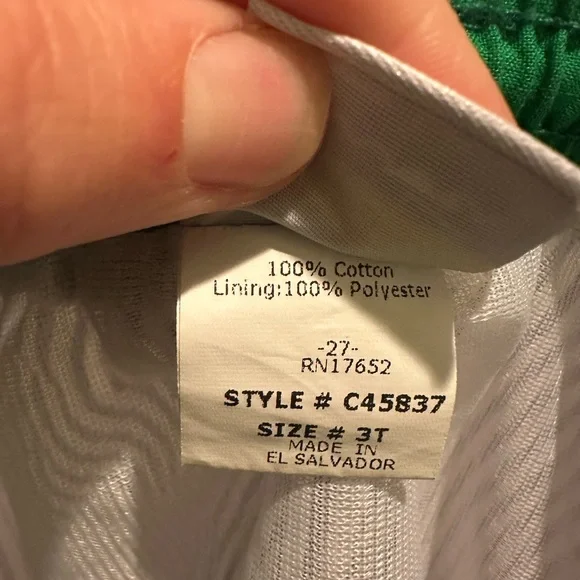 100% Cotton
Lining:100% Polyester
-27-
RN17652
STYLE # C45837
SIZE # 3T
MADE IN
EL SALVADOR